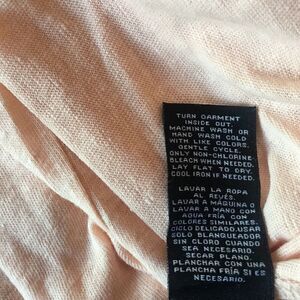 TURN GARMENT
INSIDE OUT.
MACHINE WASH OR
HAND WASH COLD
WITH LIKE COLORS.
GENTLE CYCLE.
ONLY NON-CHLORINE
BLEACH WHEN NEEDED.
LAY FLAT TO DRY.
COOL IRON IF NEEDED.
LAVAR LA ROPA
AL REVÉS.
LAVAR A MÁQUINA O
LAVAR A MANO CON
AGUA FRÍA CON
COLORES SIMILARES.
CICLO DELICADO.USAR
SOLO BLANQUEADOR
SIN CLORO CUANDO
SEA NECESARIO.
SECAR PLANO.
PLANCHAR CON UNA
PLANCHA FRÍA SI ES
NECESARIO.